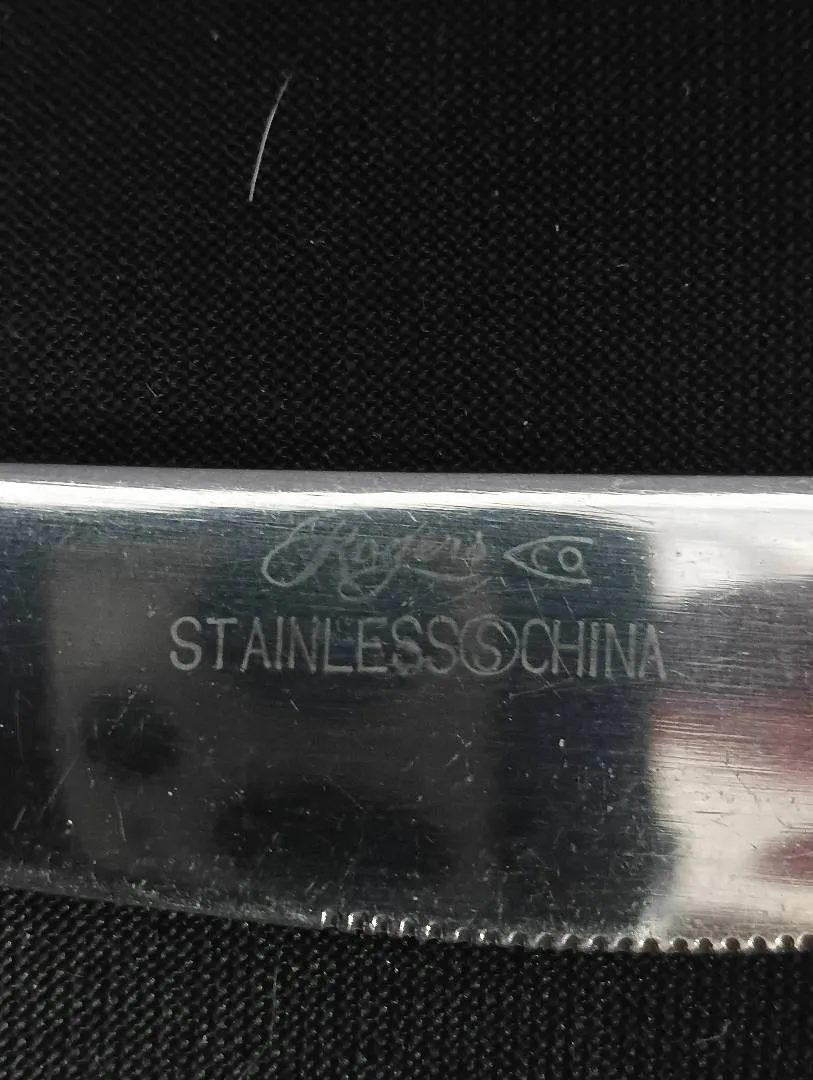 Rogers CO
STAINLESS Ⓢ CHINA